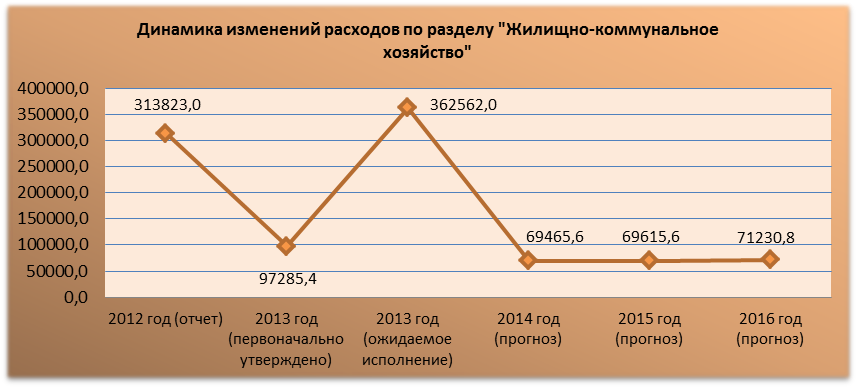 Динамика изменений расходов по разделу "Жилищно-коммунальное
хозяйство"
400000,0
350000,0
300000,0
250000,0
200000,0
150000,0
100000,0
50000,0
0,0
313823,0
97285,4
362562,0
69465,6
69615,6
71230,8
2012 год (отчет)
2013 год
(первоначально
утверждено)
2013 год
(ожидаемое
исполнение)
2014 год
(прогноз)
2015 год
(прогноз)
2016 год
(прогноз)